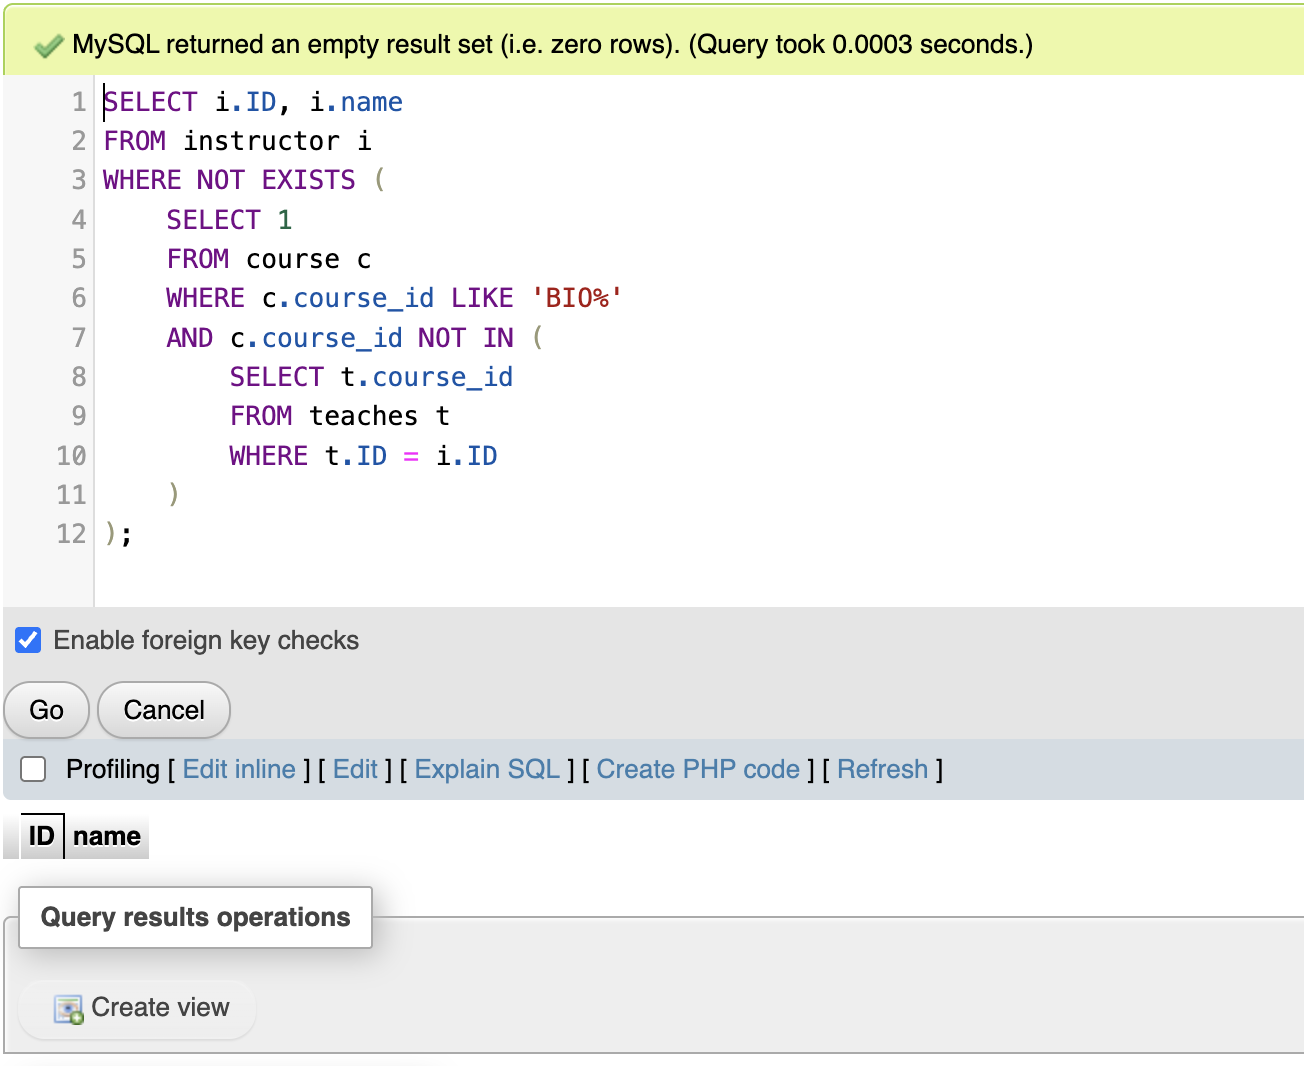 MySQL returned an empty result set (i.e. zero rows). (Query took 0.0003 seconds.)
1 SELECT i.ID, i.name
2 FROM instructor i
3 WHERE NOT EXISTS (
4     SELECT 1
5     FROM course c
6     WHERE c.course_id LIKE 'BIO%'
7     AND c.course_id NOT IN (
8         SELECT t.course_id
9         FROM teaches t
10         WHERE t.ID = i.ID
11     )
12 );
Enable foreign key checks
Go Cancel
Profiling [ Edit inline ] [ Edit ] [ Explain SQL ] [ Create PHP code ] [ Refresh ]
ID name
Query results operations
Create view